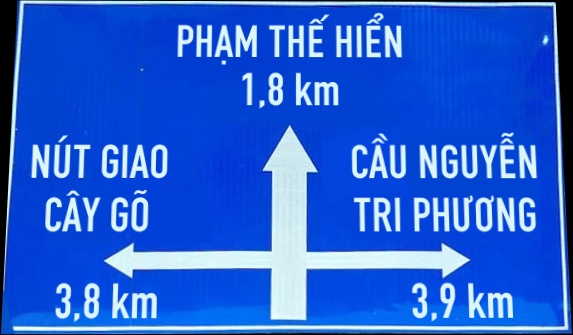 PHẠM THẾ HIỂN
1,8 km
NÚT GIAO
CÂY GÕ
3,8 km
CẦU NGUYỄN
TRI PHƯƠNG
3,9 km